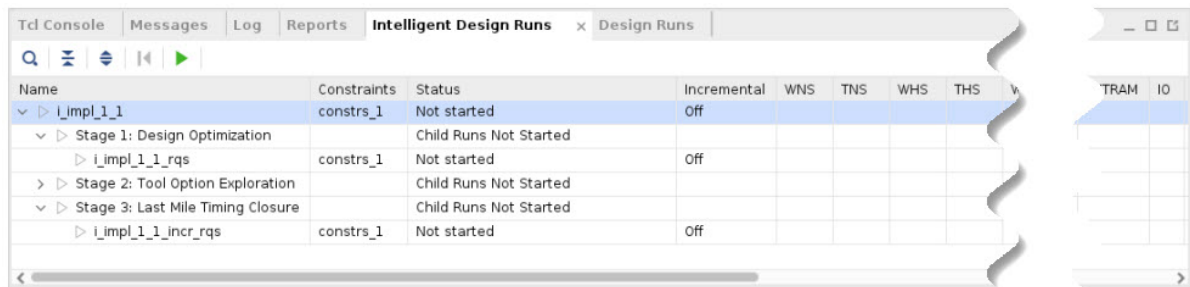 Tcl Console Messages Log Reports Intelligent Design Runs × Design Runs
Name Constraints Status Incremental WNS TNS WHS THS TRAM IO
i_impl_1_1 constrs_1 Not started Off
Stage 1: Design Optimization Child Runs Not Started
i_impl_1_1_rqs constrs_1 Not started Off
Stage 2: Tool Option Exploration Child Runs Not Started
Stage 3: Last Mile Timing Closure Child Runs Not Started
i_impl_1_1_incr_rqs constrs_1 Not started Off